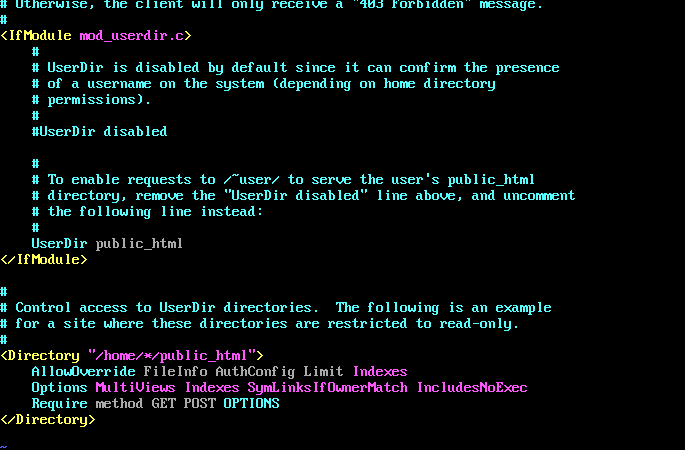 # Otherwise, the client will only receive a "403 Forbidden" message.
#
<IfModule mod_userdir.c>
    #
    # UserDir is disabled by default since it can confirm the presence
    # of a username on the system (depending on home directory
    # permissions).
    #
    #UserDir disabled

    #
    # To enable requests to /~user/ to serve the user's public_html
    # directory, remove the "UserDir disabled" line above, and uncomment
    # the following line instead:
    #
    UserDir public_html
</IfModule>

#
# Control access to UserDir directories.  The following is an example
# for a site where these directories are restricted to read-only.
#
<Directory "/home/*/public_html">
    AllowOverride FileInfo AuthConfig Limit Indexes
    Options MultiViews Indexes SymLinksIfOwnerMatch IncludesNoExec
    Require method GET POST OPTIONS
</Directory>

~